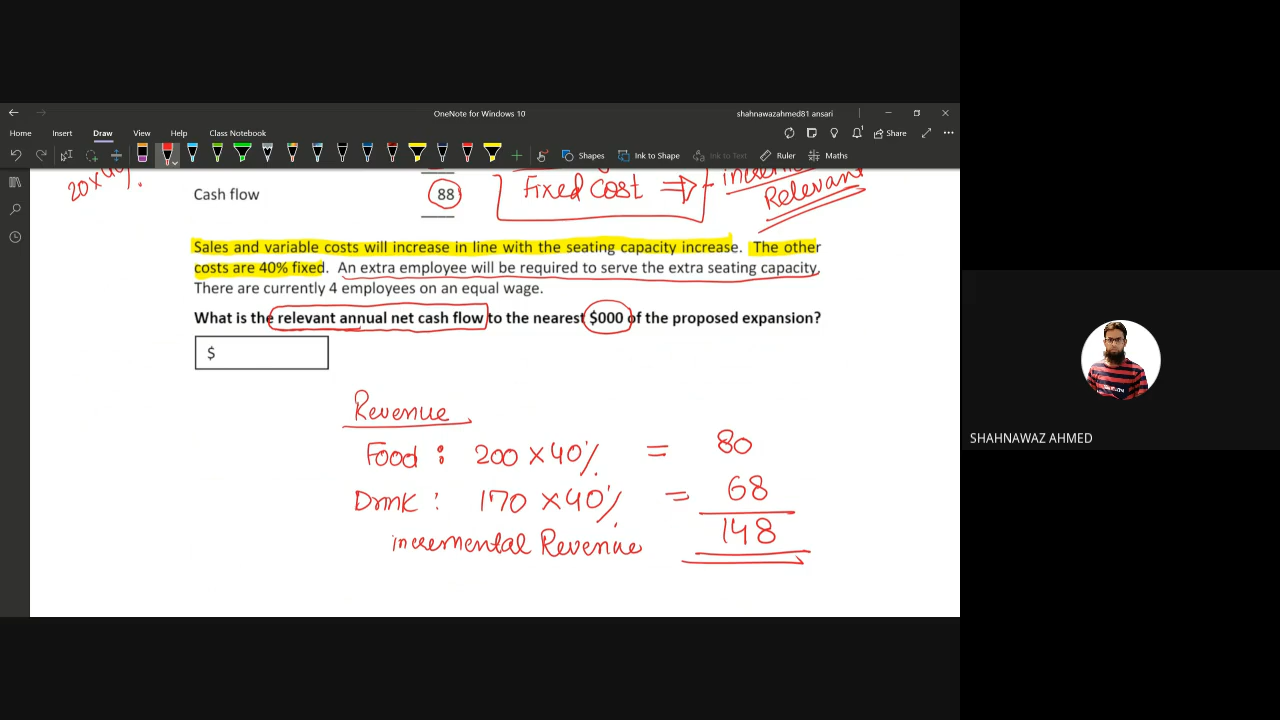 OneNote for Windows 10
shahnawazahmed81 ansari
Home Insert Draw View Help Class Notebook
Share
Shapes Ink to Shape Ink to Text Ruler Maths
20x40%.
Cash flow 88
Fixed Cost ⇒
Relevant
Sales and variable costs will increase in line with the seating capacity increase. The other
costs are 40% fixed. An extra employee will be required to serve the extra seating capacity.
There are currently 4 employees on an equal wage.
What is the relevant annual net cash flow to the nearest $000 of the proposed expansion?
$
Revenue
Food : 200 x 40% = 80
Drink : 170 x 40% = 68
incremental Revenue 148
SHAHNAWAZ AHMED